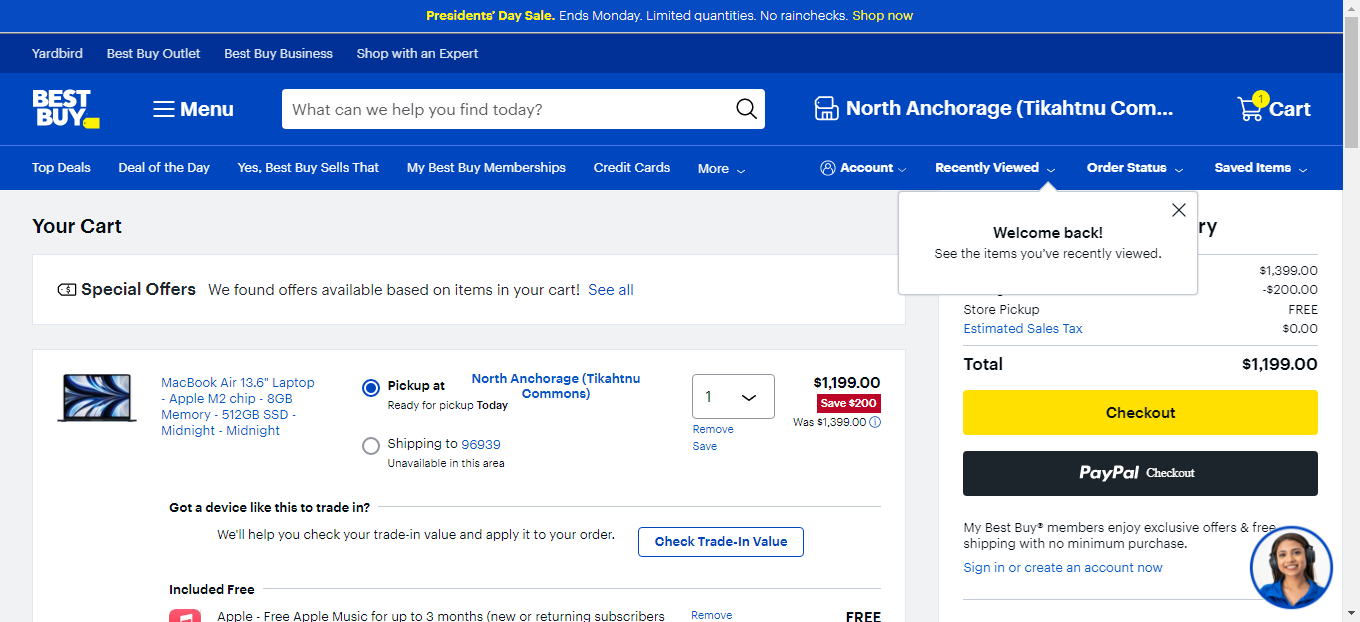 Presidents' Day Sale. Ends Monday. Limited quantities. No rainchecks. Shop now
Yardbird Best Buy Outlet Best Buy Business Shop with an Expert
BEST
BUY
Menu
What can we help you find today?
North Anchorage (Tikahtnu Com...
1
Cart
Top Deals Deal of the Day Yes, Best Buy Sells That My Best Buy Memberships Credit Cards More Account Recently Viewed Order Status Saved Items
Welcome back!
See the items you've recently viewed.
Your Cart
Special Offers We found offers available based on items in your cart! See all
MacBook Air 13.6" Laptop
- Apple M2 chip - 8GB
Memory - 512GB SSD -
Midnight - Midnight
Pickup at North Anchorage (Tikahtnu
Commons)
Ready for pickup Today
Shipping to 96939
Unavailable in this area
1
Remove
Save
$1,199.00
Save $200
Was $1,399.00
Got a device like this to trade in?
We'll help you check your trade-in value and apply it to your order.
Check Trade-In Value
Included Free
Apple - Free Apple Music for up to 3 months (new or returning subscribers
Remove
FREE
ry
$1,399.00
-$200.00
Store Pickup FREE
Estimated Sales Tax $0.00
Total $1,199.00
Checkout
PayPal Checkout
My Best Buy® members enjoy exclusive offers & free
shipping with no minimum purchase.
Sign in or create an account now